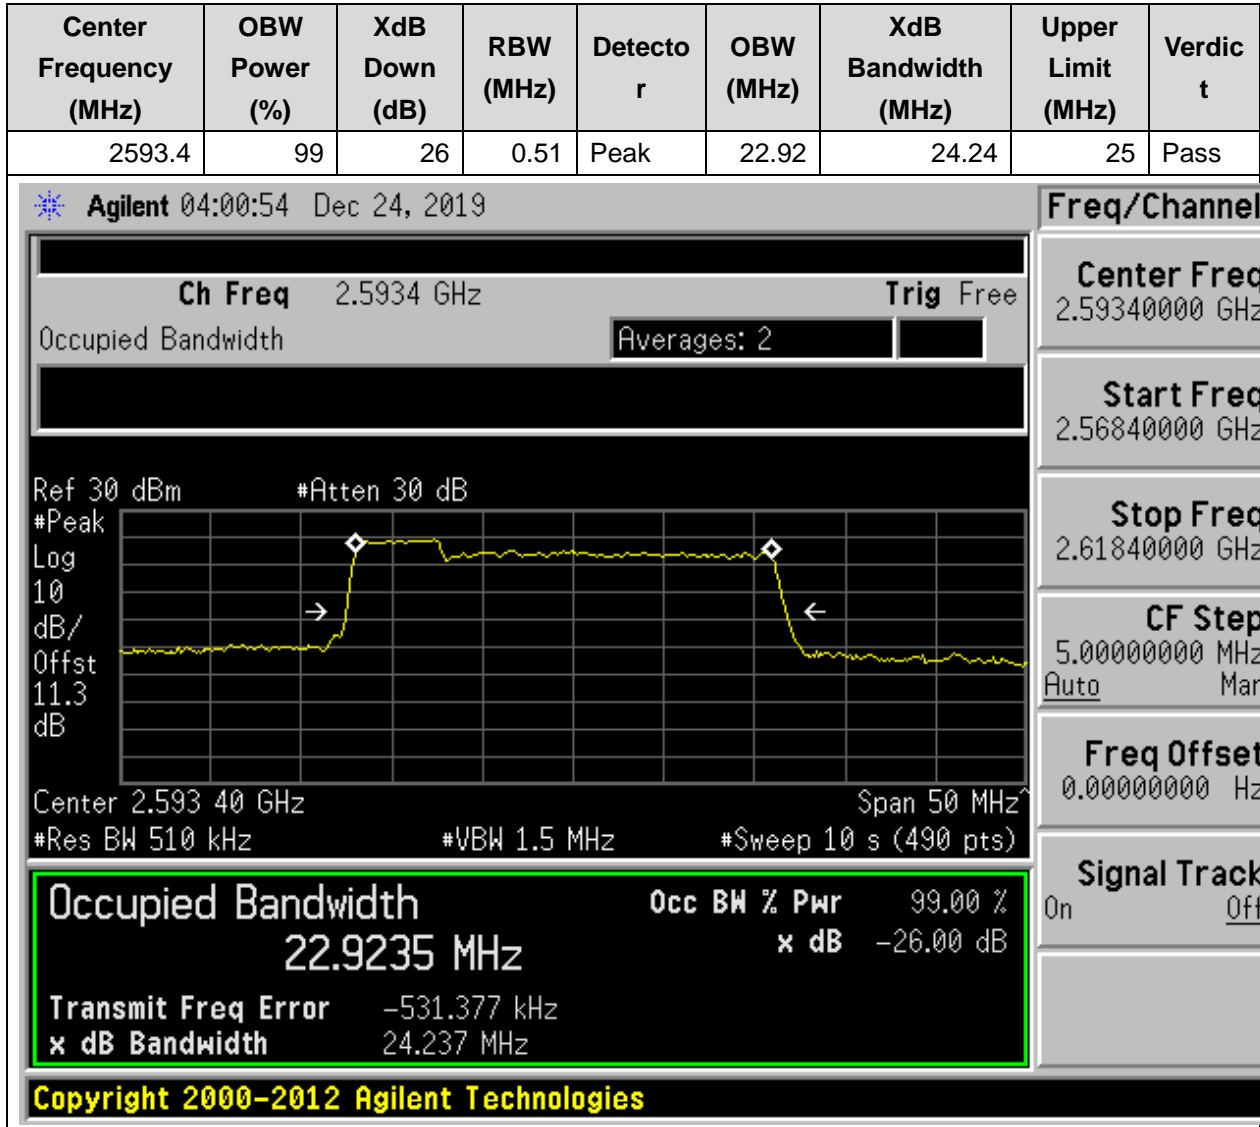 Center Frequency (MHz) OBW Power (%) XdB Down (dB) RBW (MHz) Detecto r OBW (MHz) XdB Bandwidth (MHz) Upper Limit (MHz) Verdic t
2593.4 99 26 0.51 Peak 22.92 24.24 25 Pass
Agilent 04:00:54 Dec 24, 2019
Freq/Channel
Ch Freq 2.5934 GHz Trig Free
Occupied Bandwidth Averages: 2
Center Freq
2.59340000 GHz
Start Freq
2.56840000 GHz
Stop Freq
2.61840000 GHz
CF Step
5.00000000 MHz
Auto Man
Freq Offset
0.00000000 Hz
Signal Track
On Off
Ref 30 dBm #Atten 30 dB
#Peak
Log
10
dB/
Offst
11.3
dB
Center 2.593 40 GHz Span 50 MHz^
#Res BW 510 kHz #VBW 1.5 MHz #Sweep 10 s (490 pts)
Occupied Bandwidth Occ BW % Pwr 99.00 %
22.9235 MHz x dB -26.00 dB
Transmit Freq Error -531.377 kHz
x dB Bandwidth 24.237 MHz
Copyright 2000-2012 Agilent Technologies